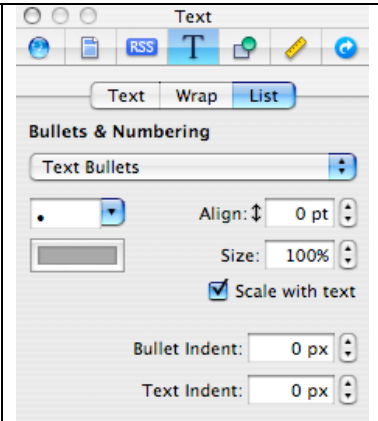 Text
RSS T
Text Wrap List
Bullets & Numbering
Text Bullets
• Align: 0 pt
Size: 100%
Scale with text
Bullet Indent: 0 px
Text Indent: 0 px